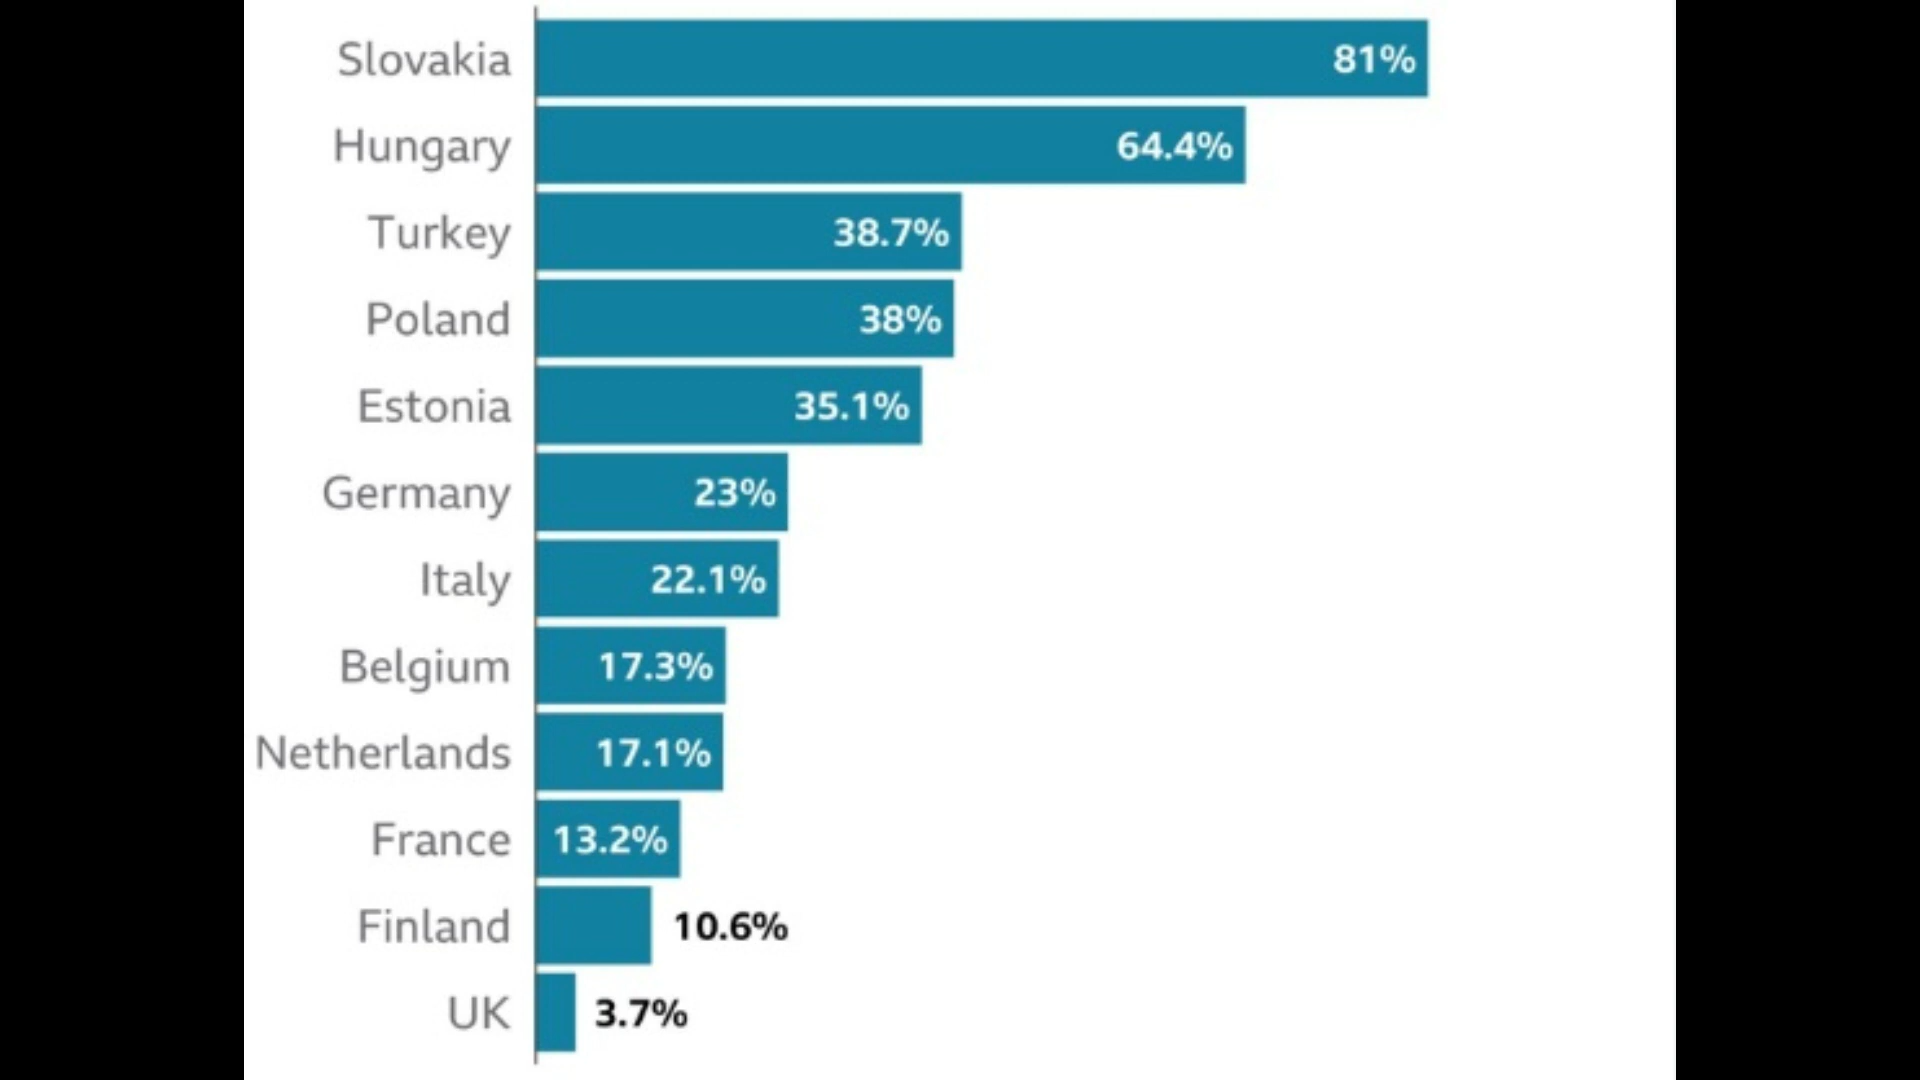 Slovakia 81%
Hungary 64.4%
Turkey 38.7%
Poland 38%
Estonia 35.1%
Germany 23%
Italy 22.1%
Belgium 17.3%
Netherlands 17.1%
France 13.2%
Finland 10.6%
UK 3.7%